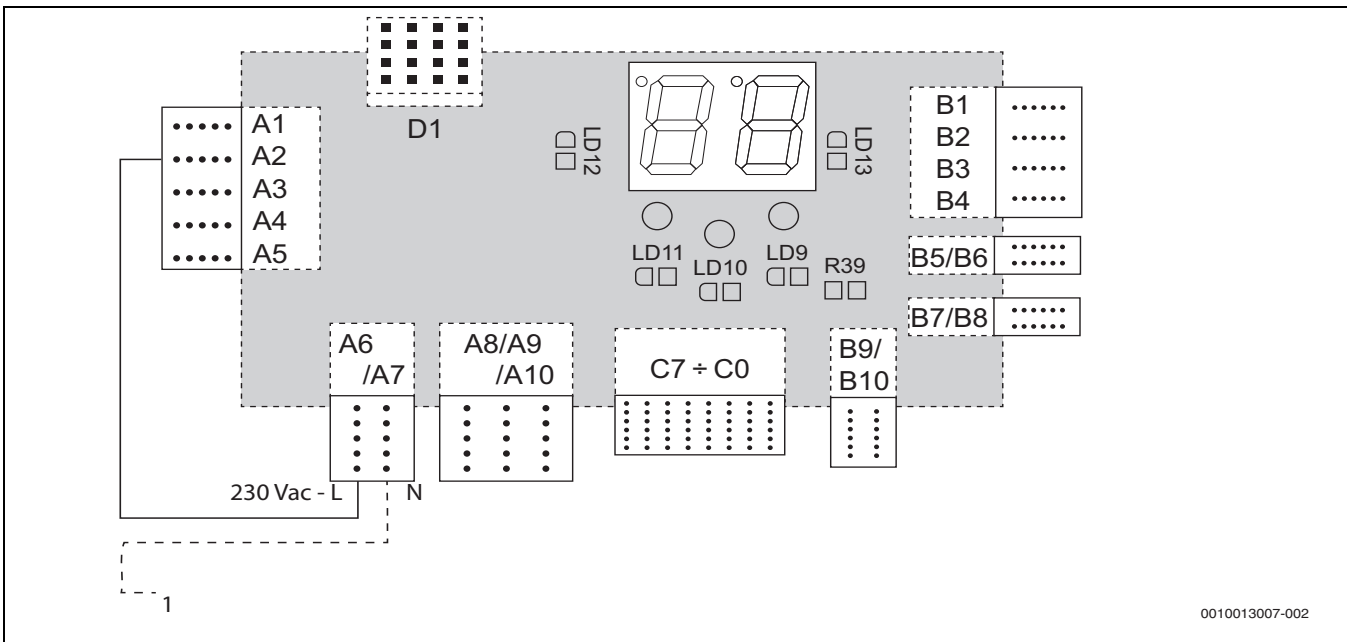 D1
A1
A2
A3
A4
A5
LD12
LD13
B1
B2
B3
B4
B5/B6
B7/B8
LD11
LD10
LD9
R39
A6
/A7
A8/A9
/A10
C7 ÷ C0
B9/
B10
230 Vac - L
N
1
0010013007-002